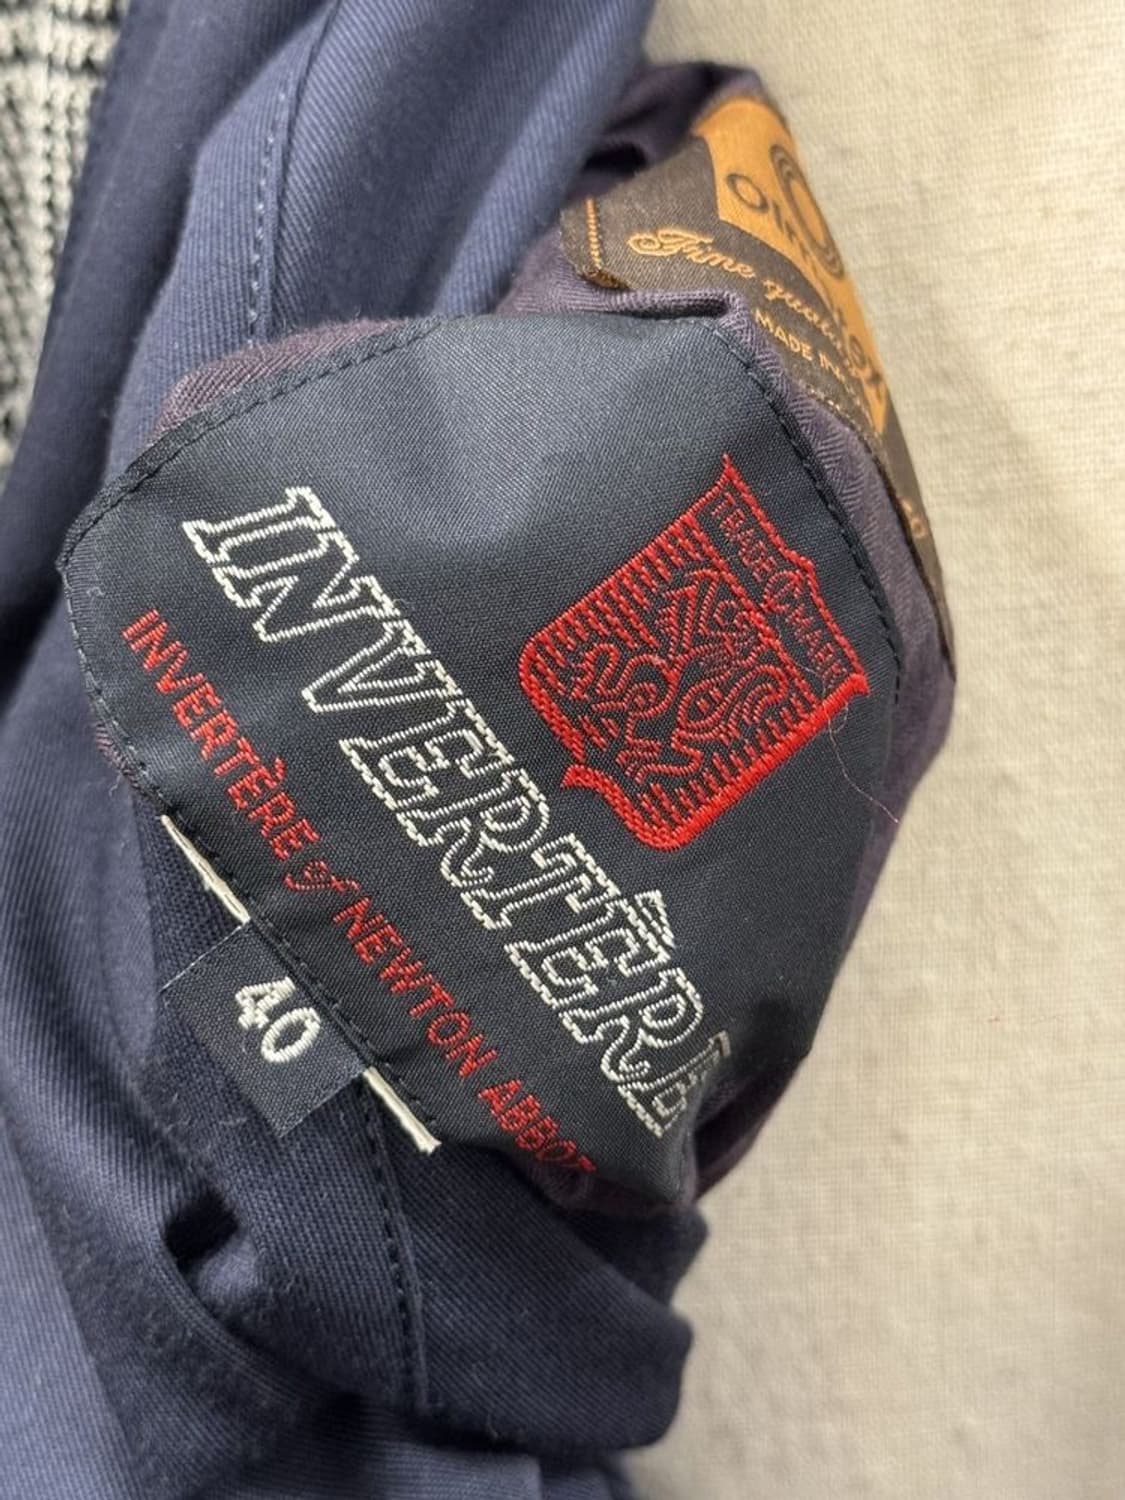 TRADE MARK
INVERTÈRE
INVERTÈRE of NEWTON ABBOT
40
Fine quality
MADE IN